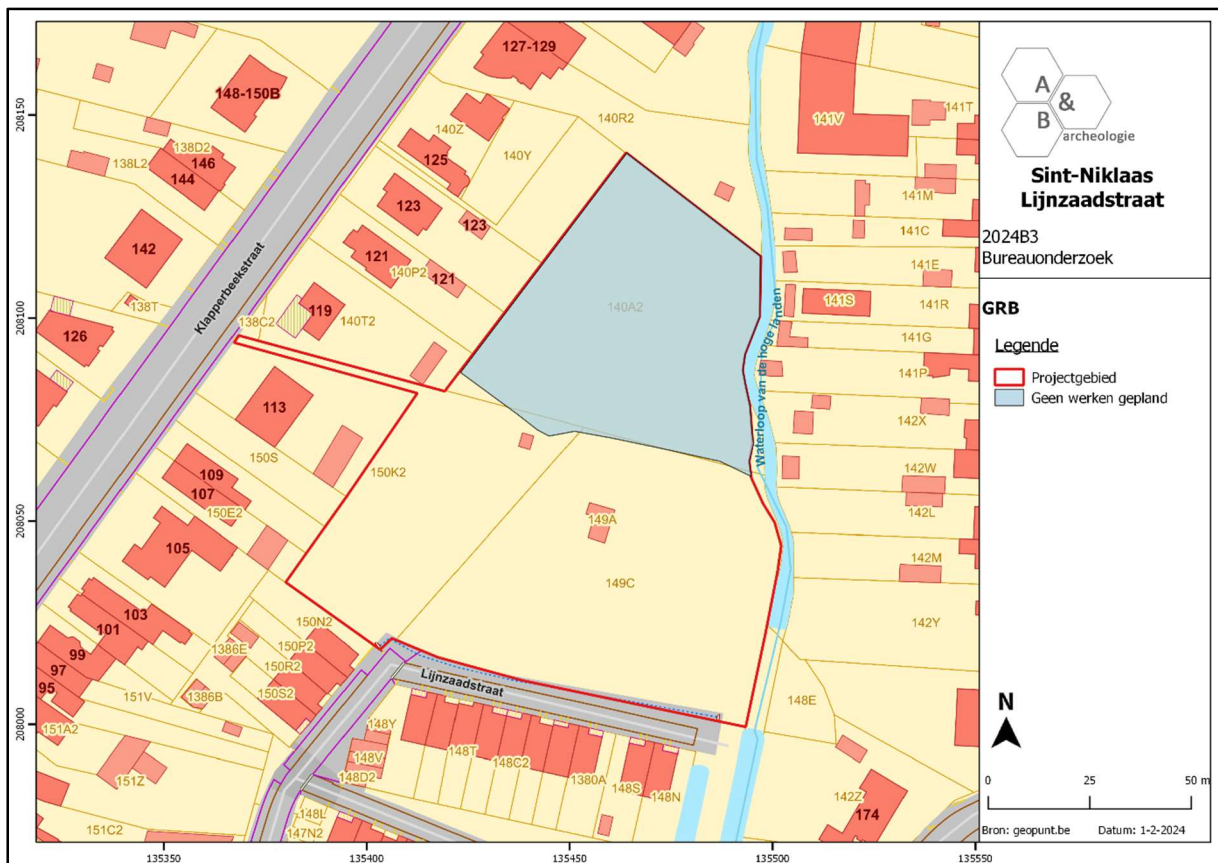 127-129
148-150B
141V
141T
140Z
140R2
138D2
138L2
146
144
125
140Y
141M
123
123
141C
142
121
121
140P2
141E
Klapperbeekstraat
140A2
141S
141R
138T
138C2
119
140T2
141G
126
Waterloop van de hoge landen
141P
113
142X
150S
150K2
142W
109
107
150E2
149A
142L
105
142M
149C
103
101
150N2
142Y
99
1386E
150P2
97
150R2
Lijnzaadstraat
95
151V
1386B
150S2
148E
151A2
148Y
148T
148V
148C2
151Z
148D2
1380A
148S
148N
142Z
174
148L
151C2
147N2
208150
208100
208050
208000
135350
135400
135450
135500
135550
A
&
B
archeologie
Sint-Niklaas
Lijnzaadstraat
2024B3
Bureauonderzoek
GRB
Legende
Projectgebied
Geen werken gepland
N
0 25 50 m
Bron: geopunt.be Datum: 1-2-2024